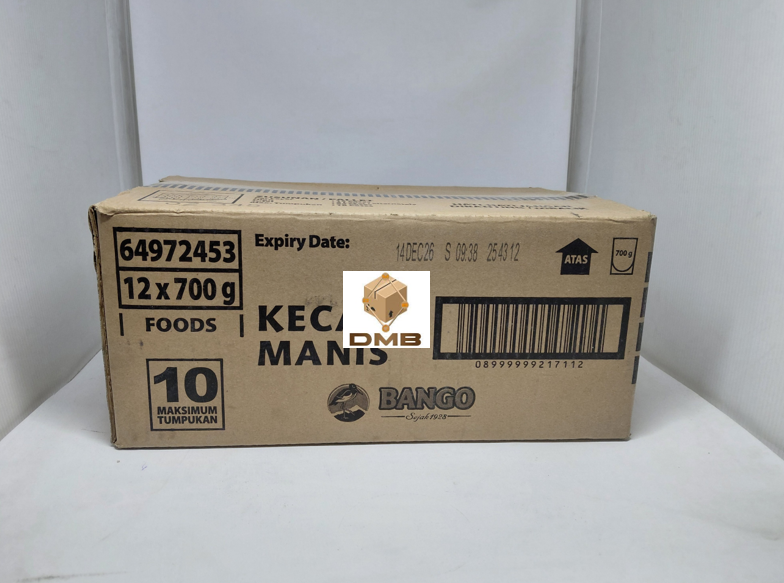 64972453
12 x 700 g
FOODS
10
MAKSIMUM
TUMPUKAN
Expiry Date:
14DEC26 S 09:38 254312
ATAS
700 g
KECA
MANIS
DMB
08999999217112
BANGO
Sejak 1928